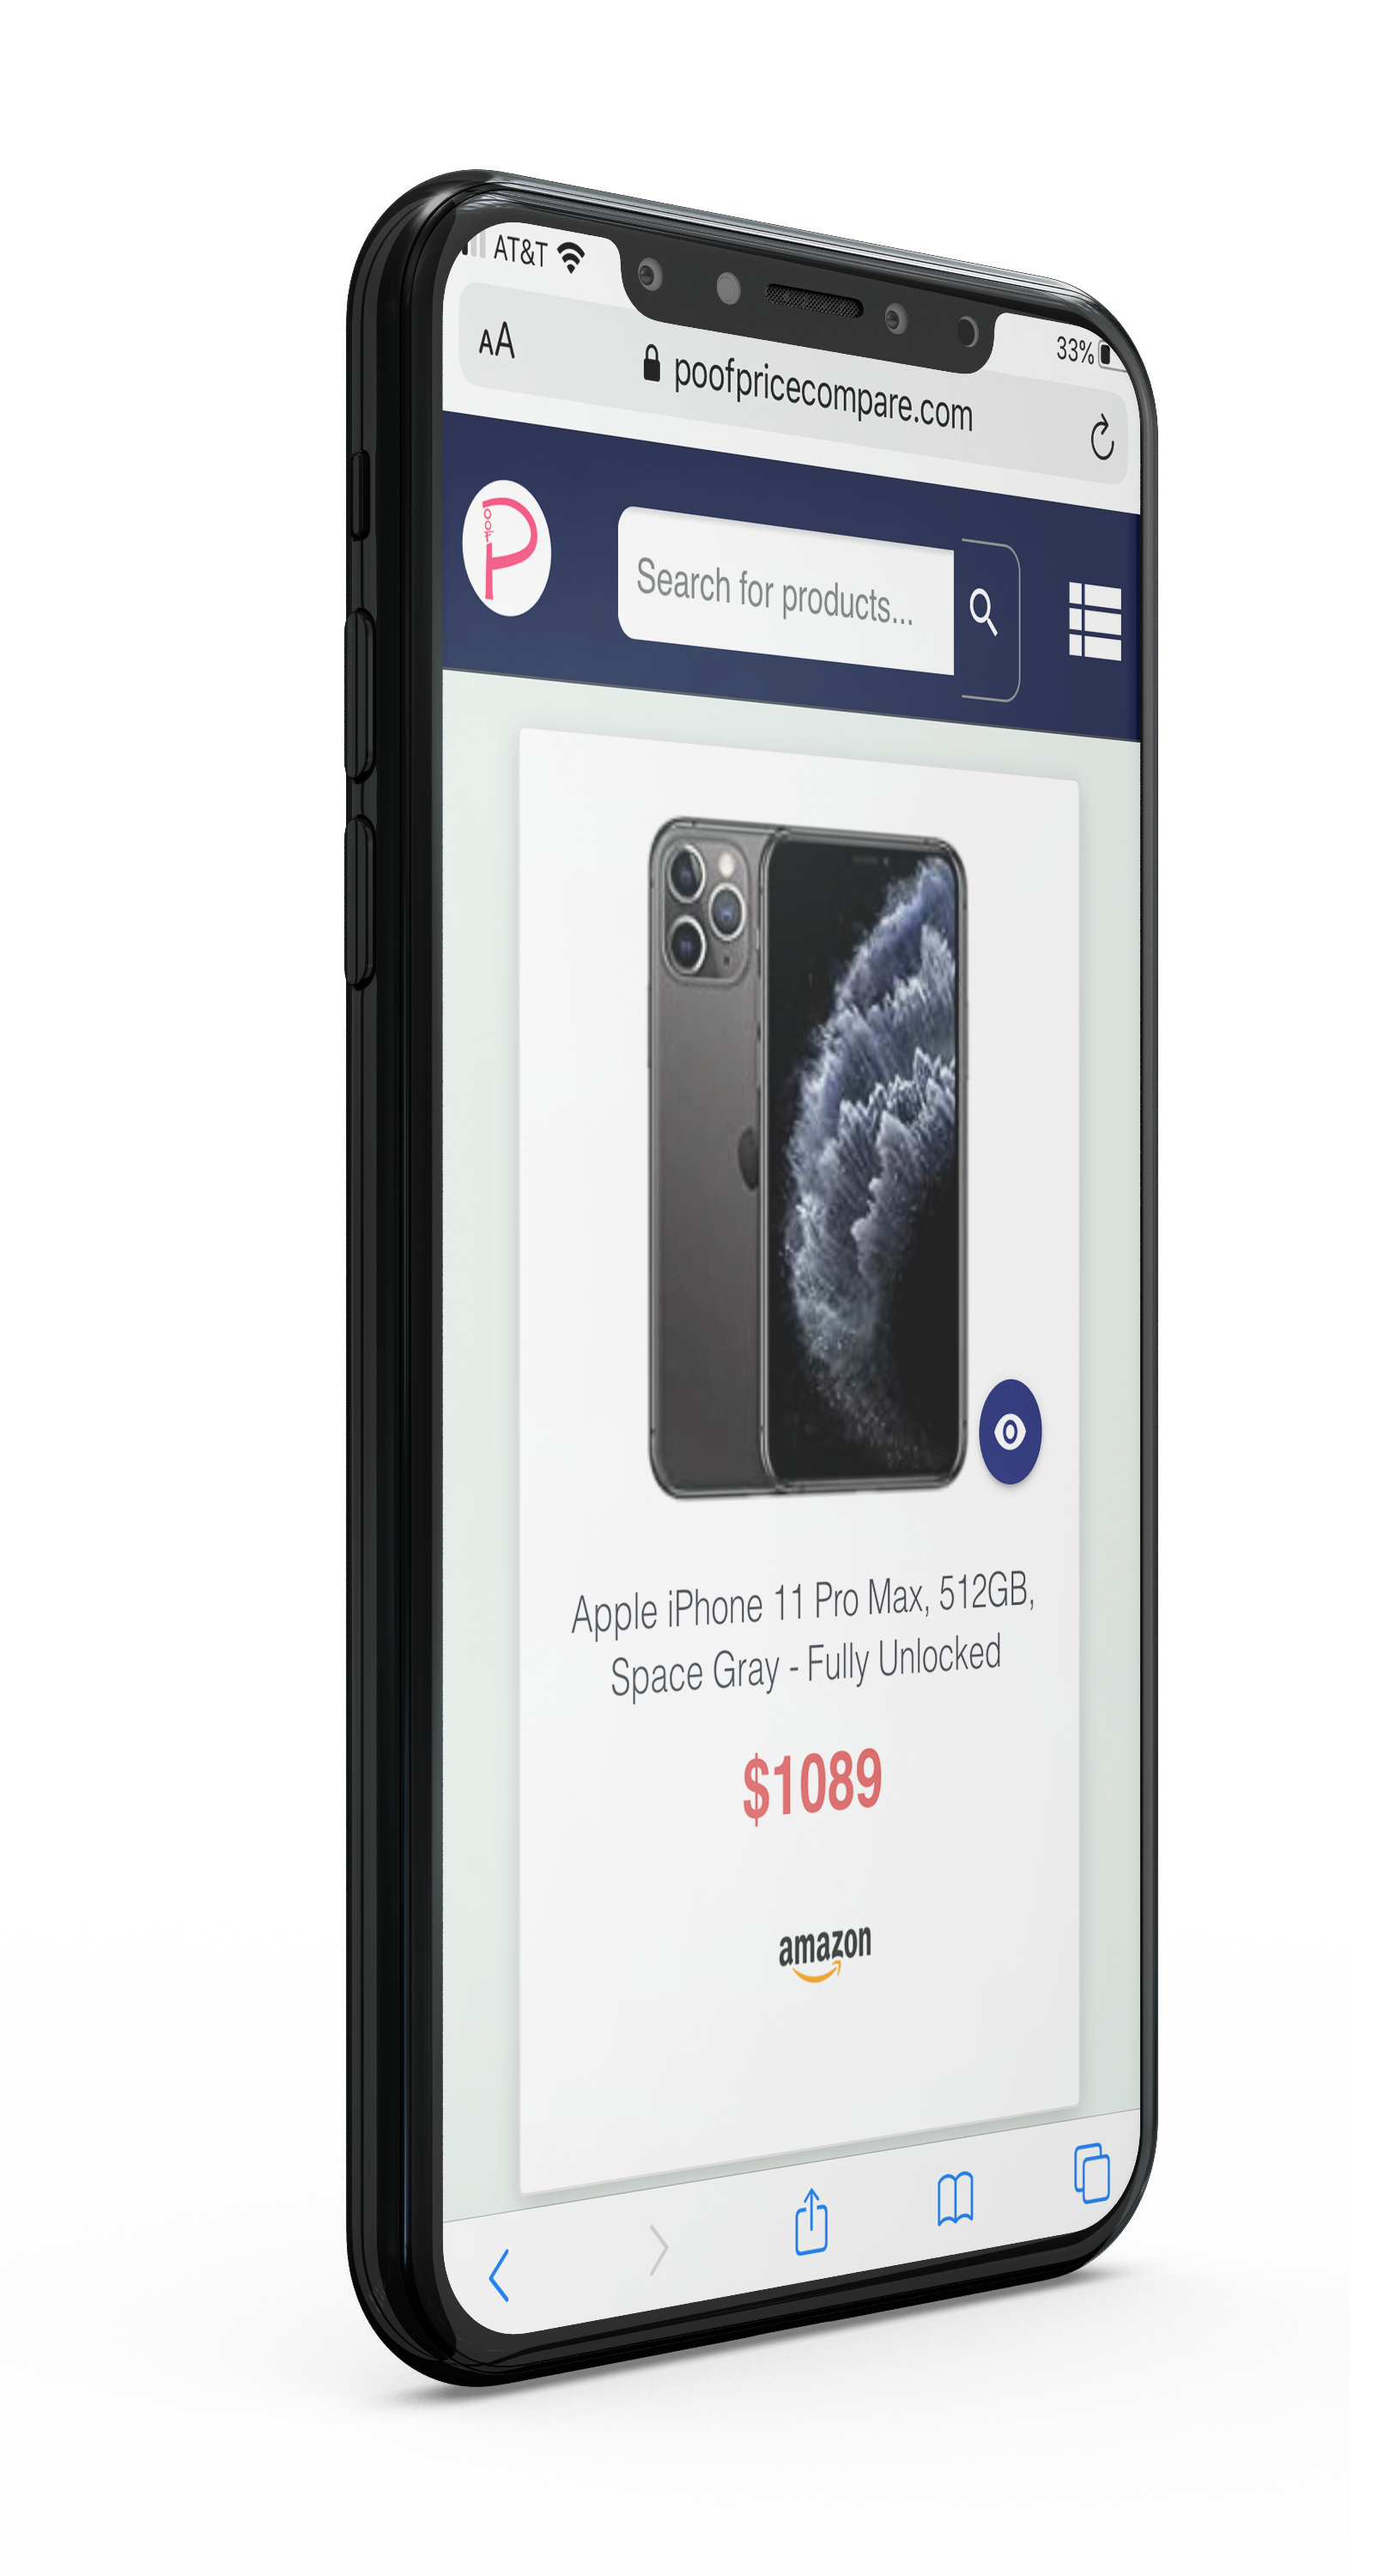 AT&T
33%
AA
poofpricecompare.com
Poof
Search for products...
Apple iPhone 11 Pro Max, 512GB,
Space Gray - Fully Unlocked
$1089
amazon